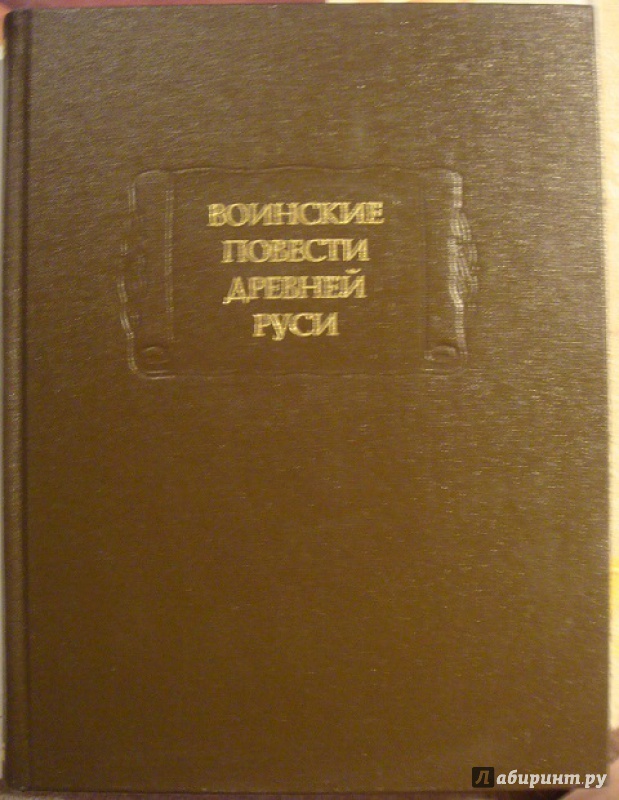 ВОИНСКИЕ
ПОВЕСТИ
ДРЕВНЕЙ
РУСИ
Лабиринт.ру